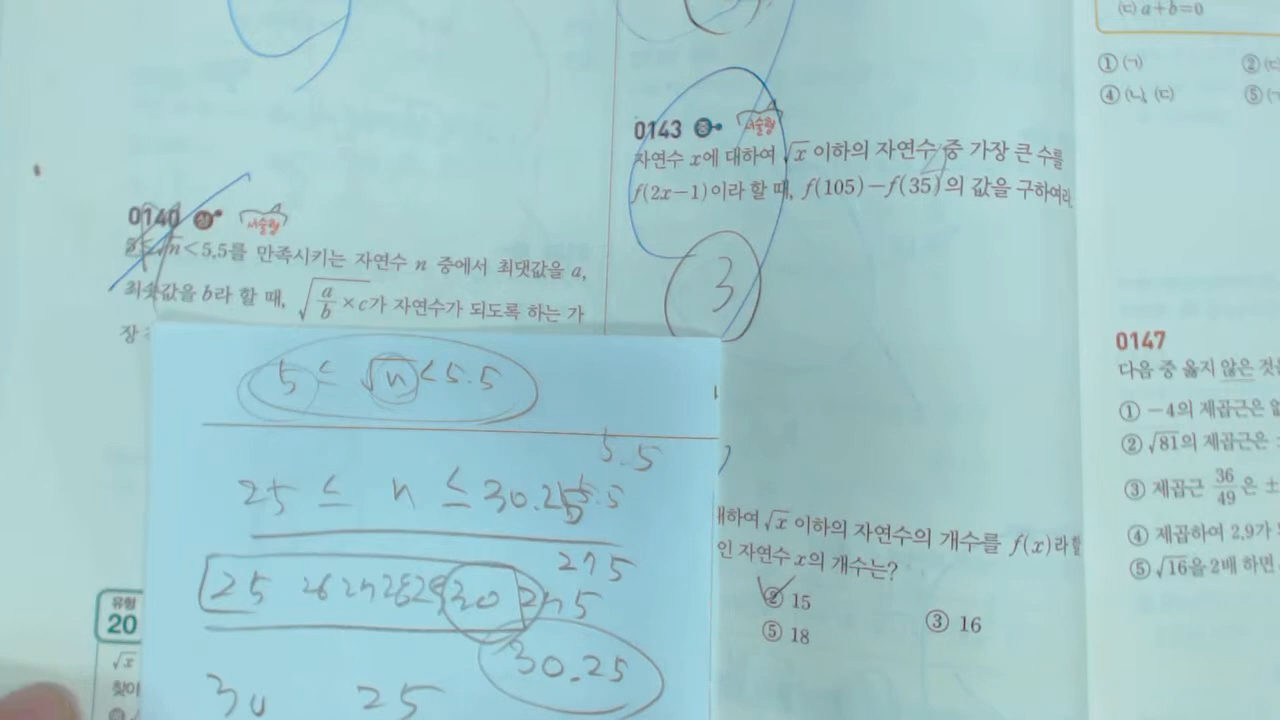 0140 상 서술형
5≤√n<5.5를 만족시키는 자연수 n 중에서 최댓값을 a,
최솟값을 b라 할 때, √(a/b×c)가 자연수가 되도록 하는 가
장
5 ≤ √n < 5.5
5.5
25 ≤ n ≤ 30.25
275
25 26 27 28 29 30
30.25
30 25
유형
20
√x
찾아
0143 중 서술형
자연수 x에 대하여 √x 이하의 자연수 중 가장 큰 수를
f(2x-1)이라 할 때, f(105)-f(35)의 값을 구하여라.
3
대하여 √x 이하의 자연수의 개수를 f(x)라 할
인 자연수 x의 개수는?
② 15
③ 16
⑤ 18
(ㄷ) a+b=0
① (ㄱ)
②
④ (ㄴ), (ㄷ)
⑤
0147
다음 중 옳지 않은 것
① -4의 제곱근은
② √81의 제곱근은
③ 제곱근 36/49은 ±
④ 제곱하여 2.9가
⑤ √16을 2배 하면